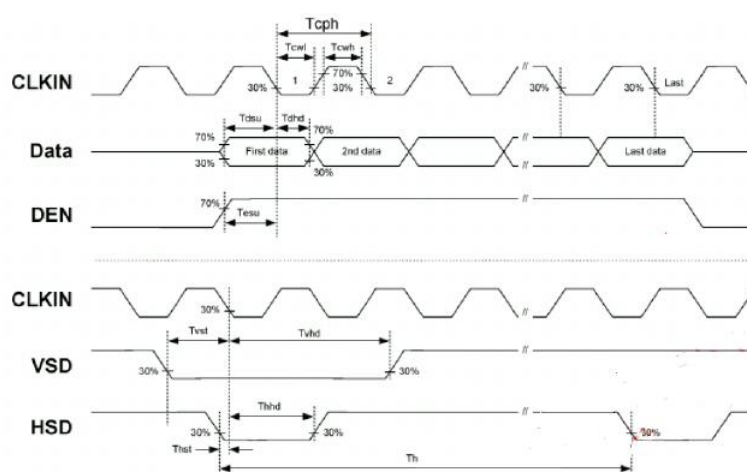 Tcph
Tcwl Tcwh
CLKIN 30% 1 70% 30% 2 // 30% 30% Last
Tdsu Tdhd
70% 70%
Data First data 2nd data // Last data
30% 30%
DEN 70% Tesu //
CLKIN 30% //
Tvst Tvhd
VSD 30% 30% //
Thhd
HSD 30% 30% // 30%
Thst Th